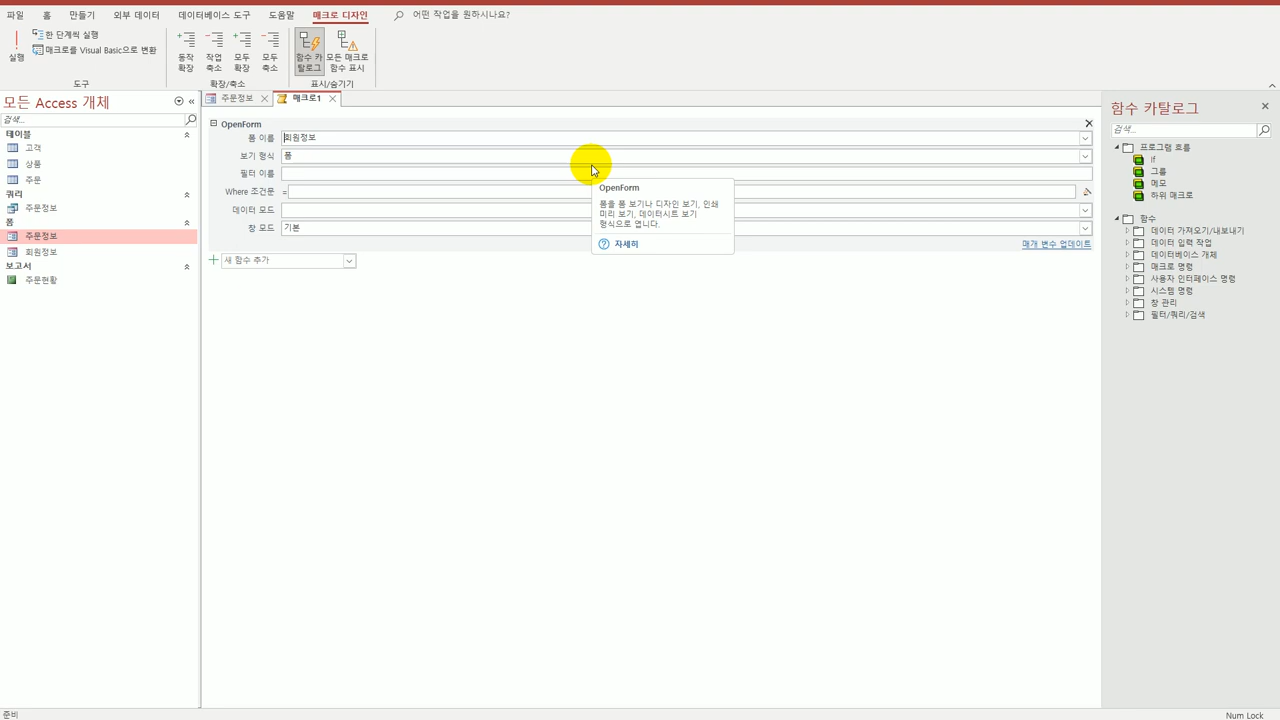 파일 홈 만들기 외부 데이터 데이터베이스 도구 도움말 매크로 디자인 어떤 작업을 원하시나요?
실행
한 단계씩 실행
매크로를 Visual Basic으로 변환
도구
동작 확장
작업 축소
모두 확장
모두 축소
확장/축소
함수 카탈로그
모든 매크로 함수 표시
표시/숨기기
모든 Access 개체
검색...
테이블
고객
상품
주문
쿼리
주문정보
폼
주문정보
회원정보
보고서
주문현황
주문정보 매크로1
OpenForm
폼 이름 회원정보
보기 형식 폼
필터 이름
Where 조건문 =
데이터 모드
창 모드 기본
매개 변수 업데이트
새 함수 추가
OpenForm
폼을 폼 보기나 디자인 보기, 인쇄
미리 보기, 데이터시트 보기
형식으로 엽니다.
자세히
함수 카탈로그
검색...
프로그램 흐름
If
그룹
메모
하위 매크로
함수
데이터 가져오기/내보내기
데이터 입력 작업
데이터베이스 개체
매크로 명령
사용자 인터페이스 명령
시스템 명령
창 관리
필터/쿼리/검색
준비
Num Lock